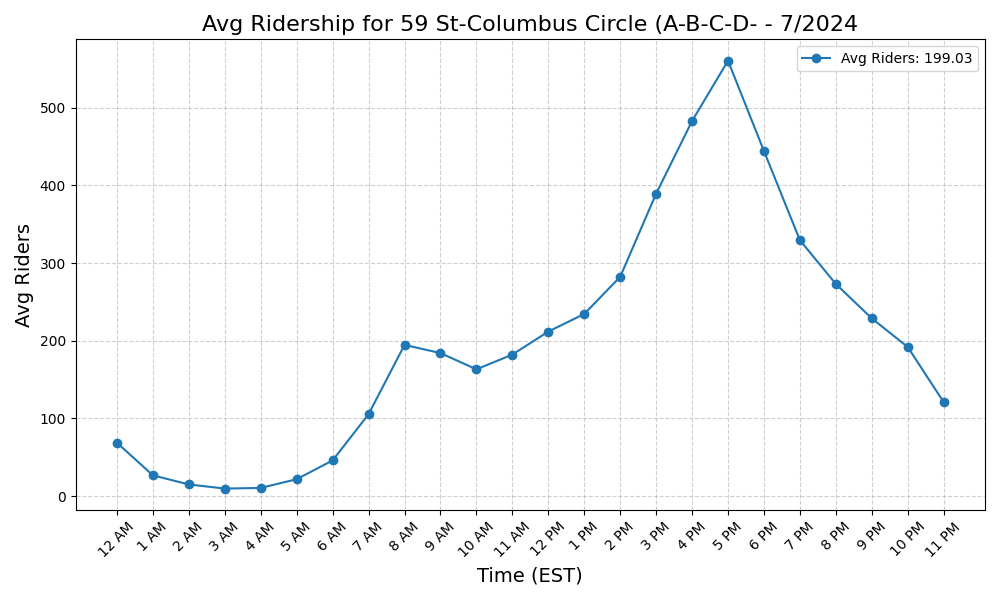 Avg Ridership for 59 St-Columbus Circle (A-B-C-D- - 7/2024
Avg Riders: 199.03
Avg Riders
500
400
300
200
100
0
12 AM 1 AM 2 AM 3 AM 4 AM 5 AM 6 AM 7 AM 8 AM 9 AM 10 AM 11 AM 12 PM 1 PM 2 PM 3 PM 4 PM 5 PM 6 PM 7 PM 8 PM 9 PM 10 PM 11 PM
Time (EST)